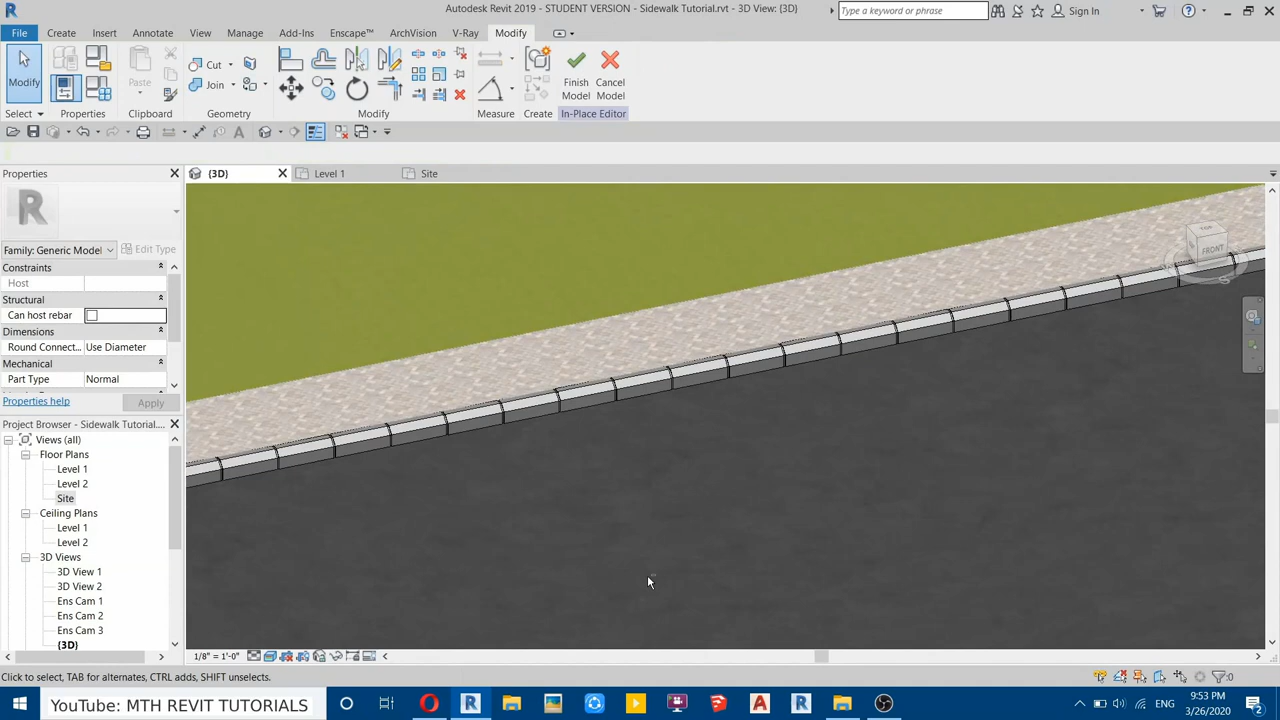 Autodesk Revit 2019 - STUDENT VERSION - Sidewalk Tutorial.rvt - 3D View: {3D}
Type a keyword or phrase
Sign In
File Create Insert Annotate View Manage Add-Ins Enscape™ ArchVision V-Ray Modify
Modify
Paste
Cut
Join
Finish Model
Cancel Model
Select Properties Clipboard Geometry Modify Measure Create In-Place Editor
Properties
{3D} Level 1 Site
Family: Generic Model Edit Type
Constraints
Host
Structural
Can host rebar
Dimensions
Round Connect... Use Diameter
Mechanical
Part Type Normal
Properties help Apply
Project Browser - Sidewalk Tutorial....
Views (all)
Floor Plans
Level 1
Level 2
Site
Ceiling Plans
Level 1
Level 2
3D Views
3D View 1
3D View 2
Ens Cam 1
Ens Cam 2
Ens Cam 3
{3D}
TOP
FRONT
1/8" = 1'-0"
Click to select, TAB for alternates, CTRL adds, SHIFT unselects.
:0
YouTube: MTH REVIT TUTORIALS
ENG
9:53 PM
3/26/2020
2